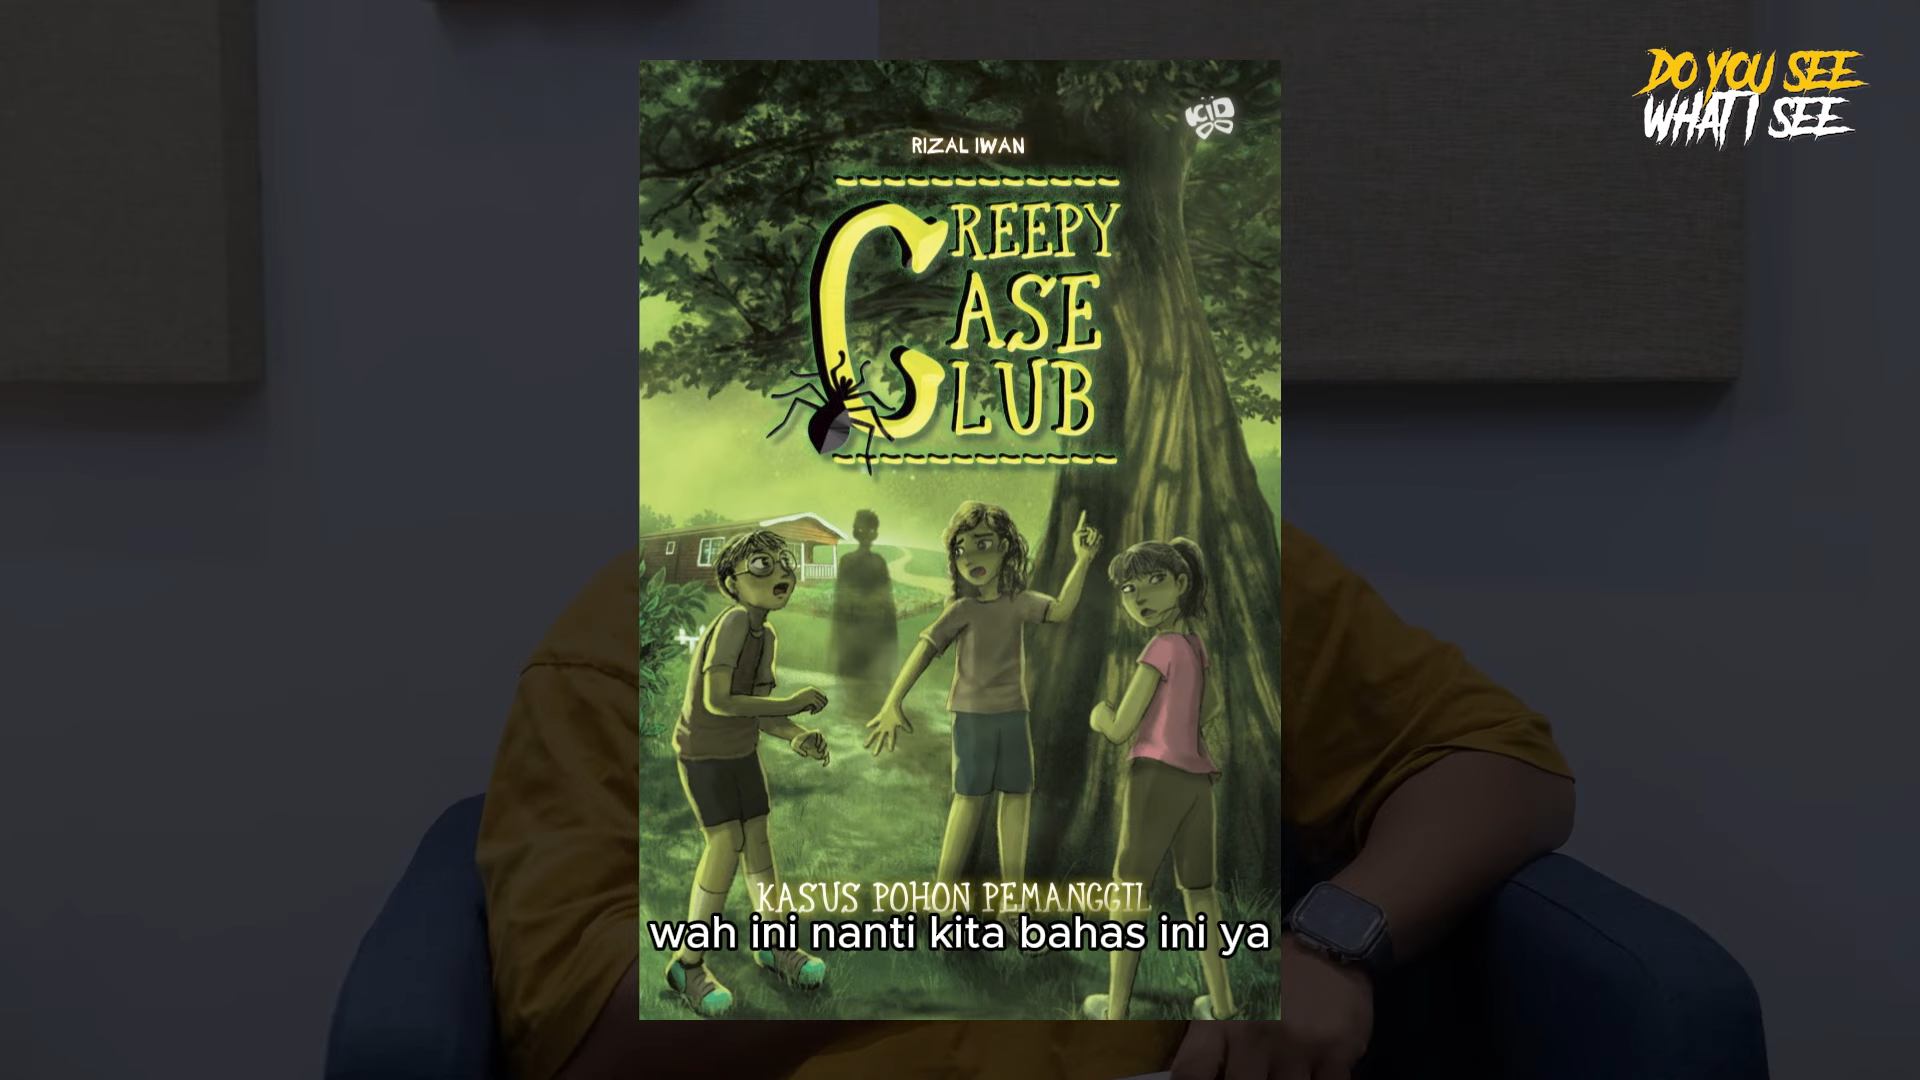 DO YOU SEE
WHAT I SEE
KID
RIZAL IWAN
CREEPY
CASE
CLUB
KASUS POHON PEMANGGIL
wah ini nanti kita bahas ini ya